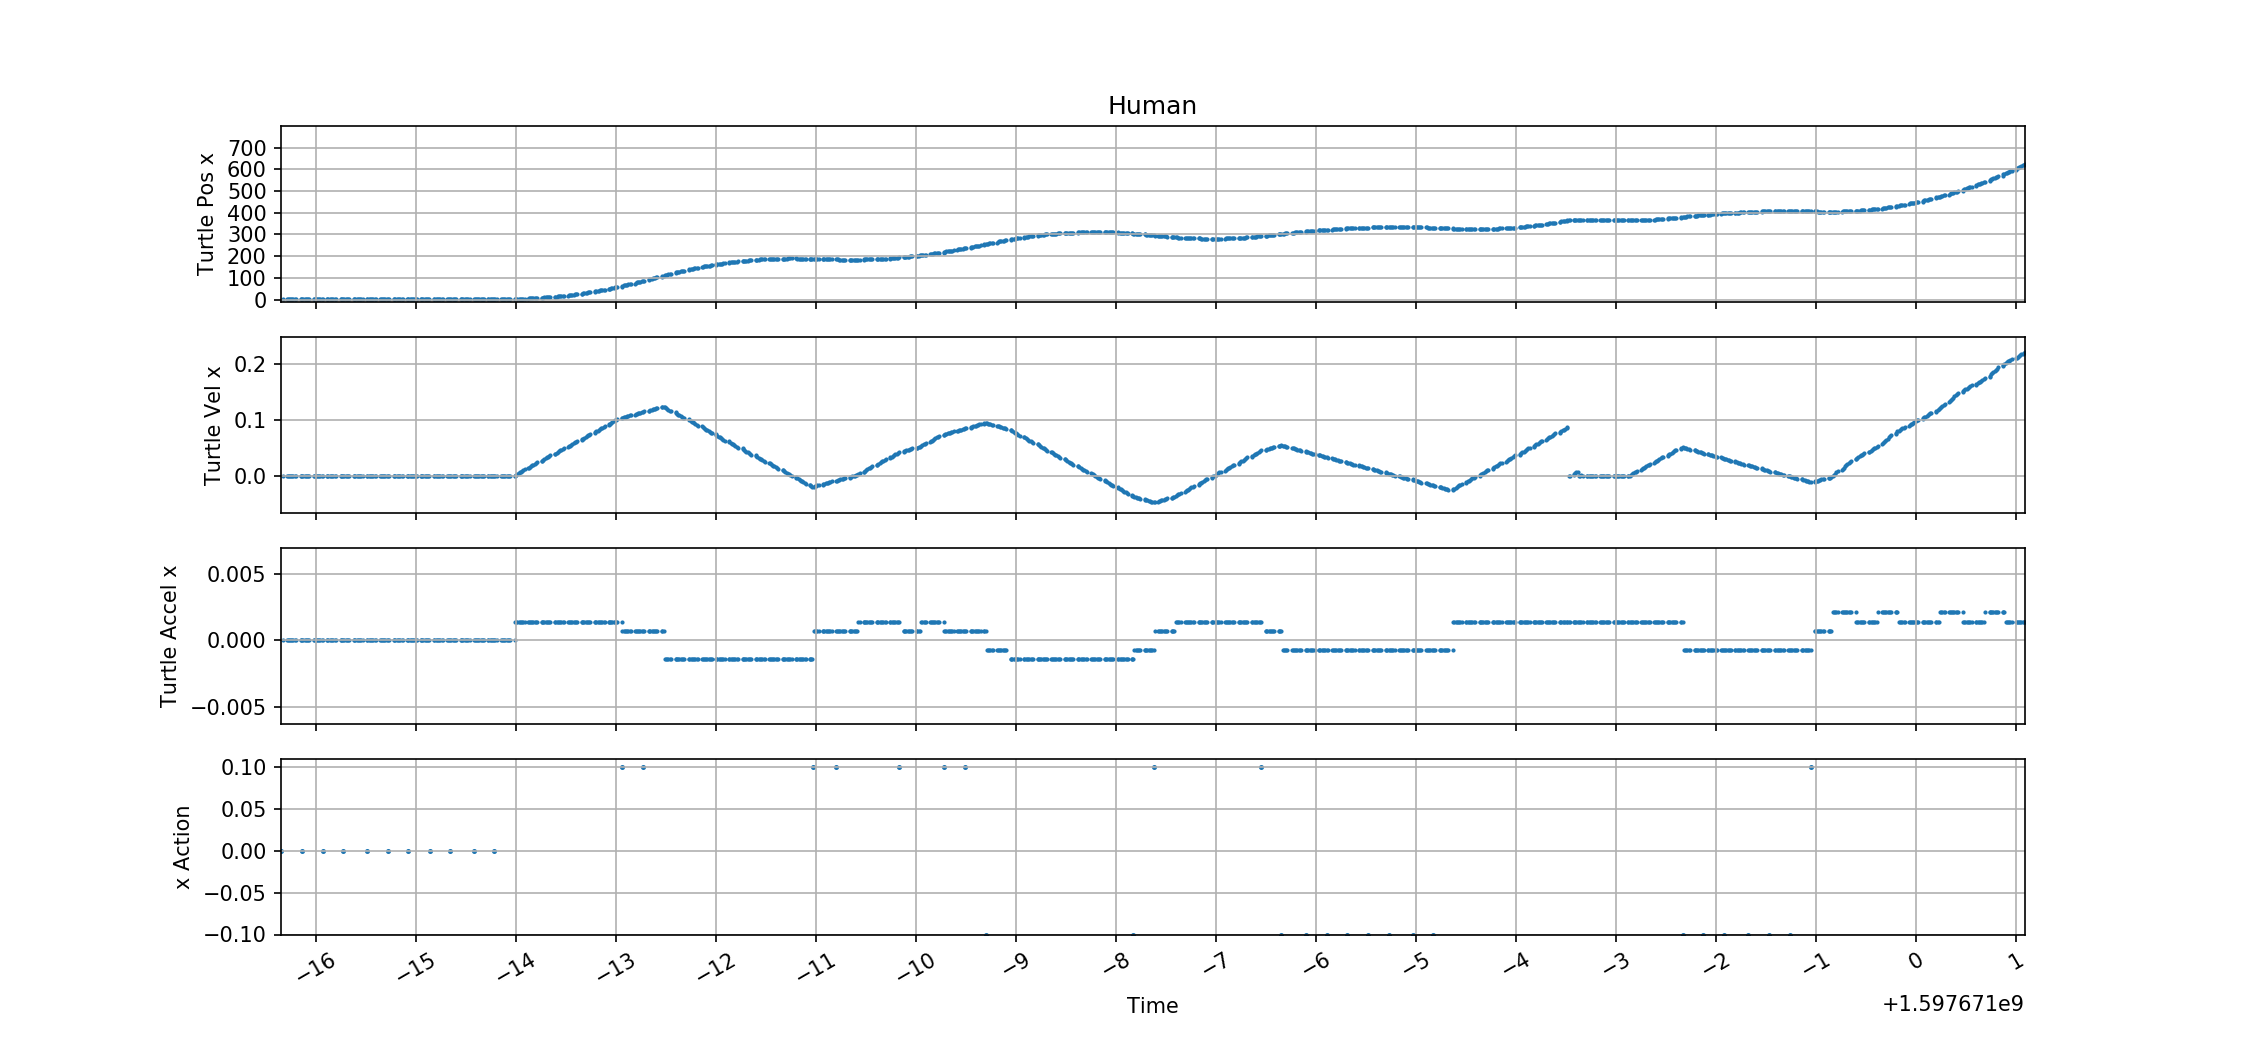 Human
Turtle Pos x
700
600
500
400
300
200
100
0
Turtle Vel x
0.2
0.1
0.0
Turtle Accel x
0.005
0.000
−0.005
x Action
0.10
0.05
0.00
−0.05
−0.10
−16 −15 −14 −13 −12 −11 −10 −9 −8 −7 −6 −5 −4 −3 −2 −1 0 1
Time
+1.597671e9